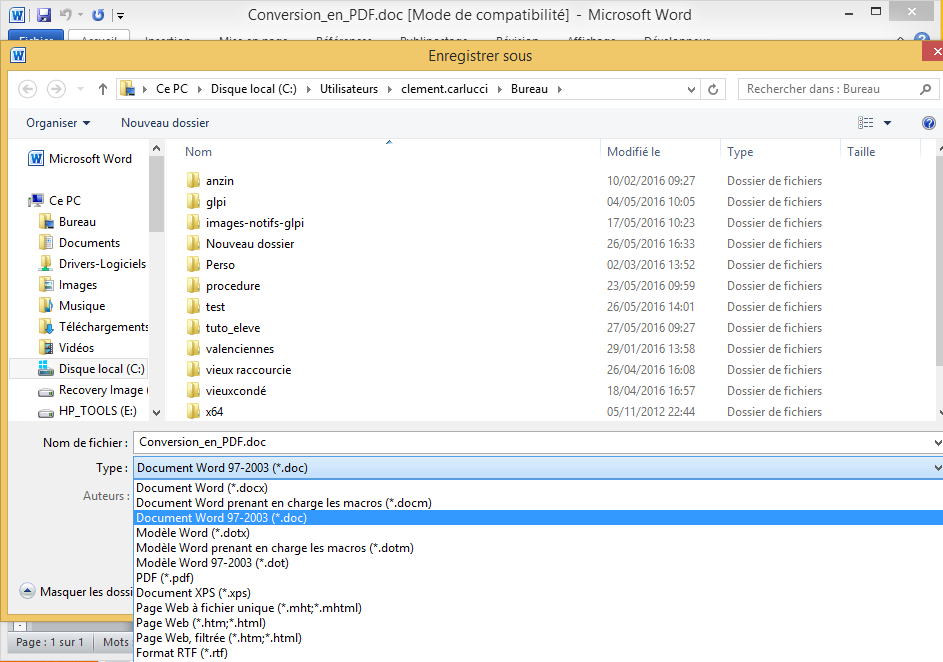 Conversion_en_PDF.doc [Mode de compatibilité] - Microsoft Word
Enregistrer sous
Ce PC Disque local (C:) Utilisateurs clement.carlucci Bureau
Rechercher dans : Bureau
Organiser Nouveau dossier
Microsoft Word
Ce PC
Bureau
Documents
Drivers-Logiciels
Images
Musique
Téléchargements
Vidéos
Disque local (C:)
Recovery Image (
HP_TOOLS (E:)
Nom Modifié le Type Taille
anzin 10/02/2016 09:27 Dossier de fichiers
glpi 04/05/2016 10:05 Dossier de fichiers
images-notifs-glpi 17/05/2016 10:23 Dossier de fichiers
Nouveau dossier 26/05/2016 16:33 Dossier de fichiers
Perso 02/03/2016 13:52 Dossier de fichiers
procedure 23/05/2016 09:59 Dossier de fichiers
test 26/05/2016 14:01 Dossier de fichiers
tuto_eleve 27/05/2016 09:27 Dossier de fichiers
valenciennes 29/01/2016 13:58 Dossier de fichiers
vieux raccourcie 26/04/2016 16:08 Dossier de fichiers
vieuxcondé 18/04/2016 16:57 Dossier de fichiers
x64 05/11/2012 22:44 Dossier de fichiers
Nom de fichier : Conversion_en_PDF.doc
Type : Document Word 97-2003 (*.doc)
Auteurs :
Document Word (*.docx)
Document Word prenant en charge les macros (*.docm)
Document Word 97-2003 (*.doc)
Modèle Word (*.dotx)
Modèle Word prenant en charge les macros (*.dotm)
Modèle Word 97-2003 (*.dot)
PDF (*.pdf)
Document XPS (*.xps)
Page Web à fichier unique (*.mht;*.mhtml)
Page Web (*.htm;*.html)
Page Web, filtrée (*.htm;*.html)
Format RTF (*.rtf)
Masquer les dossi
Page : 1 sur 1 Mots